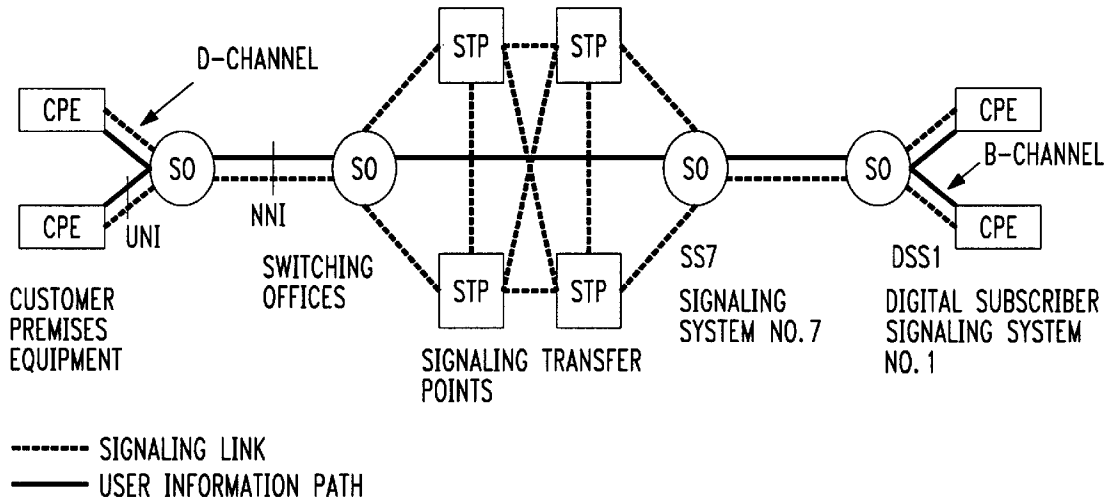 STP
STP
D-CHANNEL
CPE
CPE
SO
SO
SO
SO
B-CHANNEL
CPE
CPE
UNI
NNI
STP
STP
SWITCHING
OFFICES
SS7
SIGNALING
SYSTEM NO.7
DSS1
DIGITAL SUBSCRIBER
SIGNALING SYSTEM
NO.1
CUSTOMER
PREMISES
EQUIPMENT
SIGNALING TRANSFER
POINTS
SIGNALING LINK
USER INFORMATION PATH